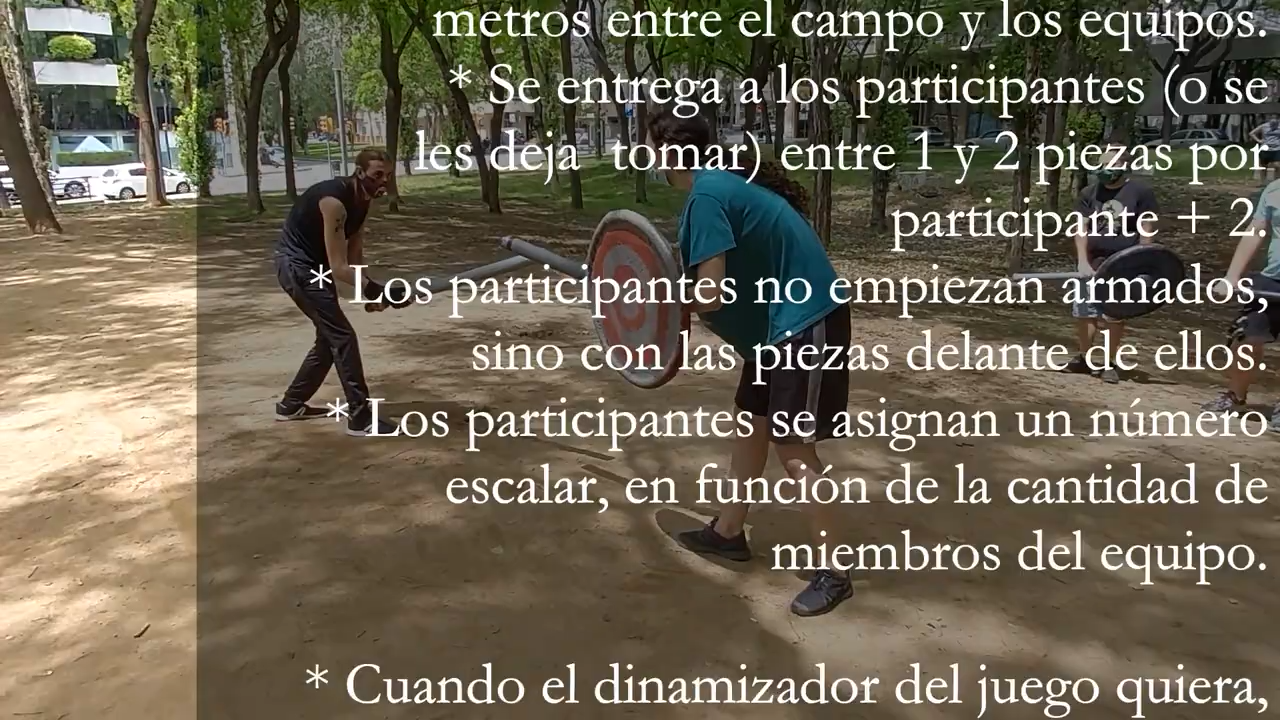 metros entre el campo y los equipos.
* Se entrega a los participantes (o se
les deja  tomar) entre 1 y 2 piezas por
participante + 2.
* Los participantes no empiezan armados,
sino con las piezas delante de ellos.
* Los participantes se asignan un número
escalar, en función de la cantidad de
miembros del equipo.
* Cuando el dinamizador del juego quiera,